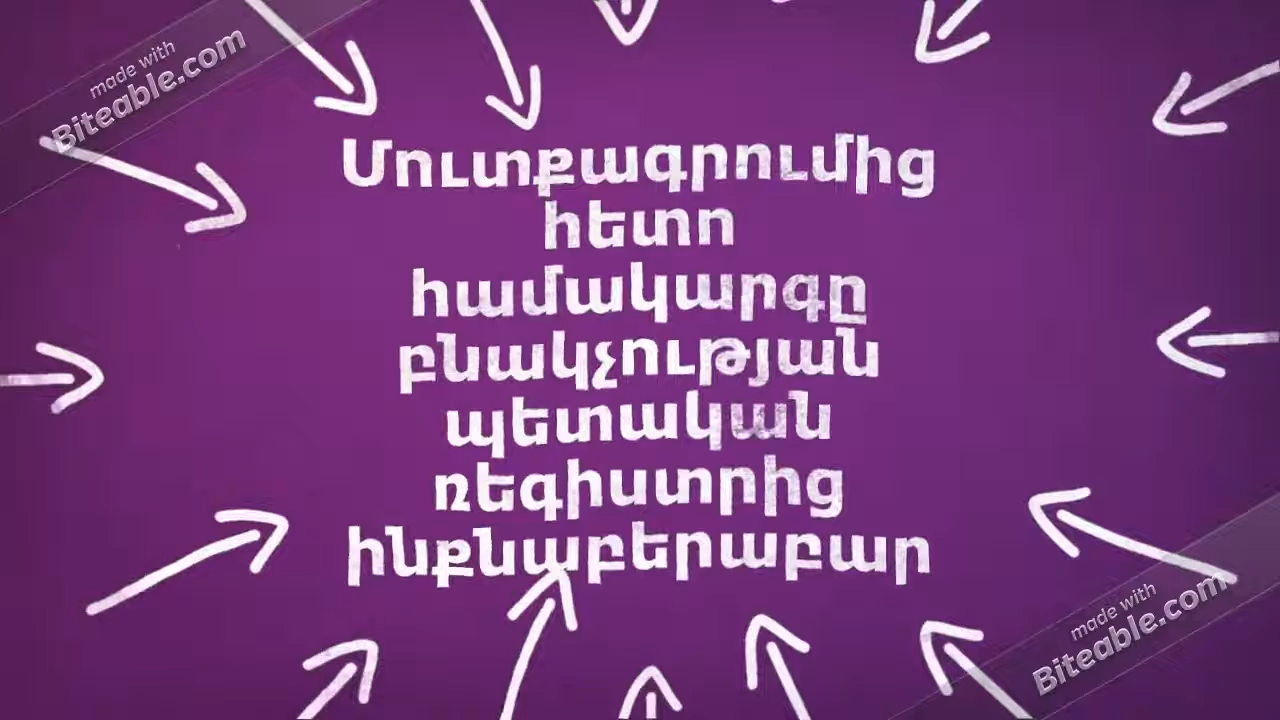 made with
Biteable.com
Մուտքագրումից
հետո
համակարգը
բնակչության
պետական
ռեգիստրից
ինքնաբերաբար
made with
Biteable.com